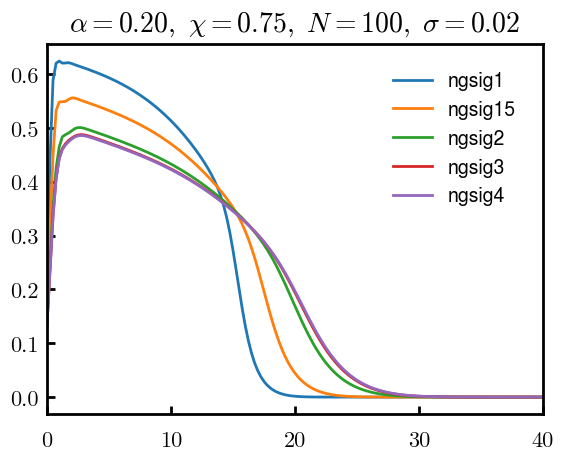 α = 0.20, χ = 0.75, N = 100, σ = 0.02
0.6
0.5
0.4
0.3
0.2
0.1
0.0
ngsig1
ngsig15
ngsig2
ngsig3
ngsig4
0 10 20 30 40